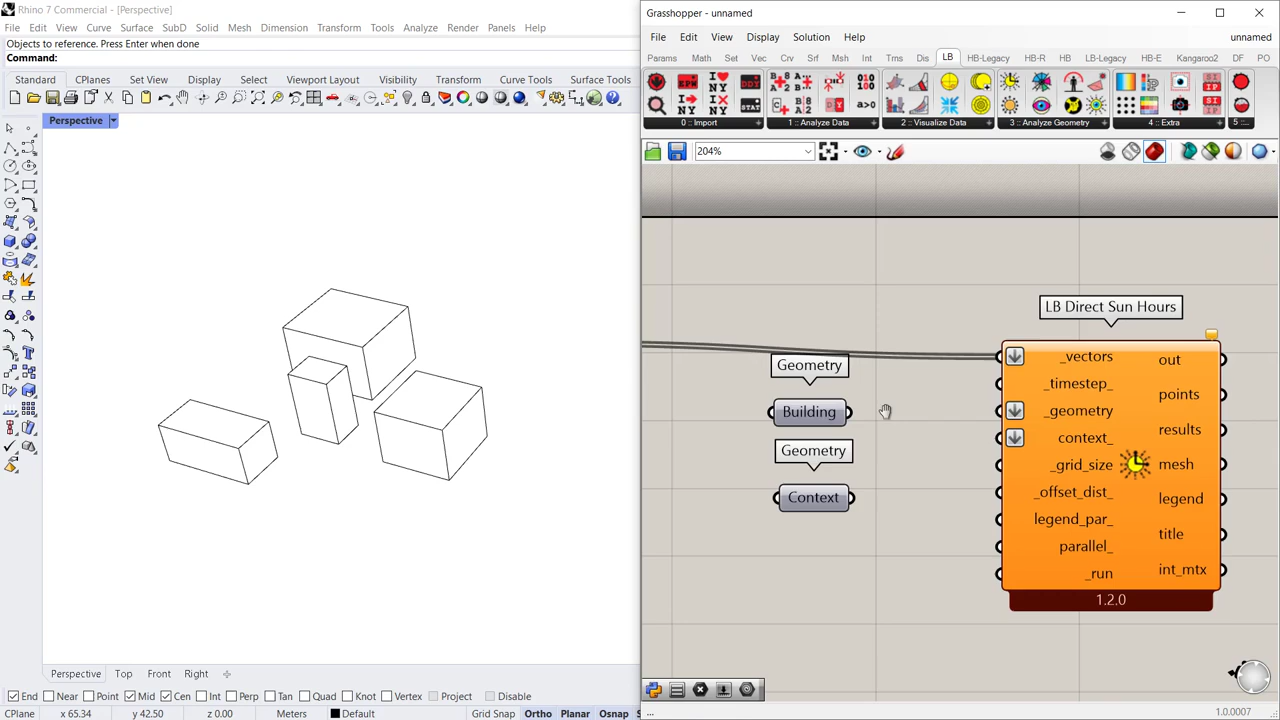 Rhino 7 Commercial - [Perspective]
File Edit View Curve Surface SubD Solid Mesh Dimension Transform Tools Analyze Render Panels Help
Objects to reference. Press Enter when done
Command:
Standard CPlanes Set View Display Select Viewport Layout Visibility Transform Curve Tools Surface Tools
Perspective
Perspective Top Front Right
End Near Point Mid Cen Int Perp Tan Quad Knot Vertex Project Disable
CPlane x 65.34 y 42.50 z 0.00 Meters Default Grid Snap Ortho Planar Osnap
Grasshopper - unnamed
File Edit View Display Solution Help unnamed
Params Math Set Vec Crv Srf Msh Int Trns Dis LB HB-Legacy HB-R HB LB-Legacy HB-E Kangaroo2 DF PO
0 :: Import 1 :: Analyze Data 2 :: Visualize Data 3 :: Analyze Geometry 4 :: Extra 5 ::...
204%
Geometry
Building
Geometry
Context
LB Direct Sun Hours
_vectors
_timestep_
_geometry
context_
_grid_size
_offset_dist_
legend_par_
parallel_
_run
out
points
results
mesh
legend
title
int_mtx
1.2.0
...
1.0.0007